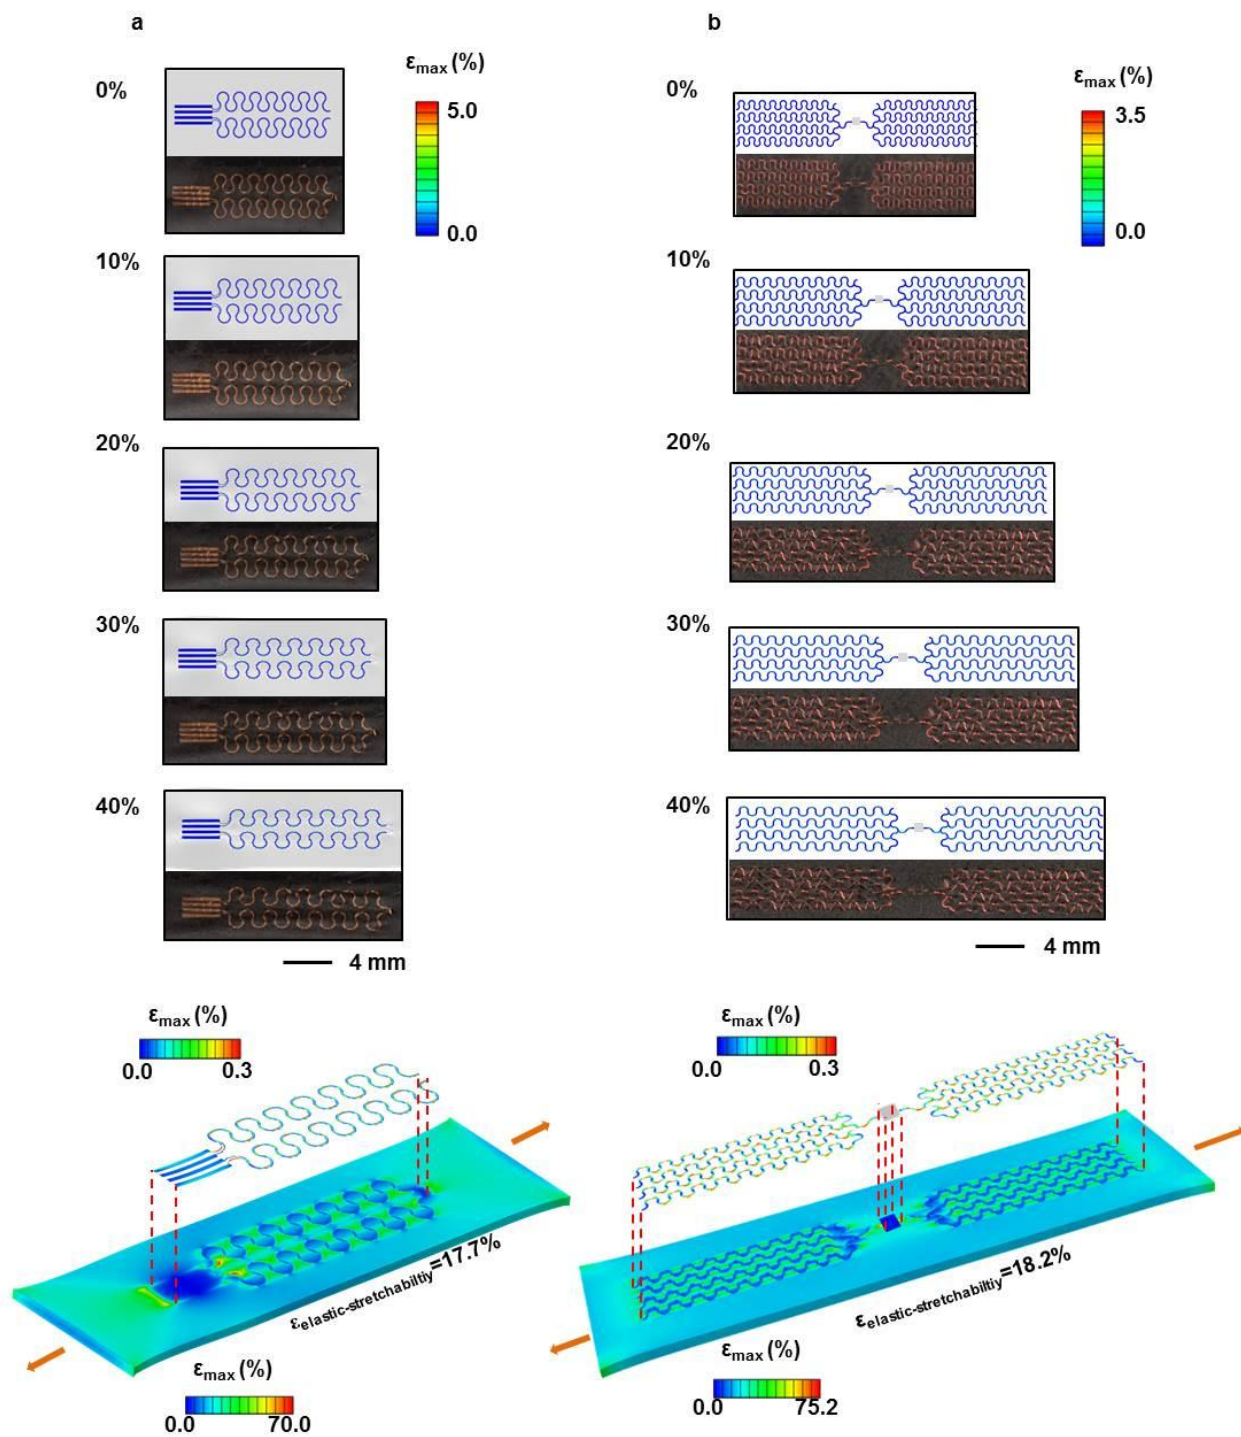 a
0%
εmax (%)
5.0
0.0
10%
20%
30%
40%
4 mm
εmax (%)
0.0
0.3
εelastic-stretchabiltiy=17.7%
εmax (%)
0.0
70.0
b
0%
εmax (%)
3.5
0.0
10%
20%
30%
40%
4 mm
εmax (%)
0.0
0.3
εelastic-stretchabiltiy=18.2%
εmax (%)
0.0
75.2